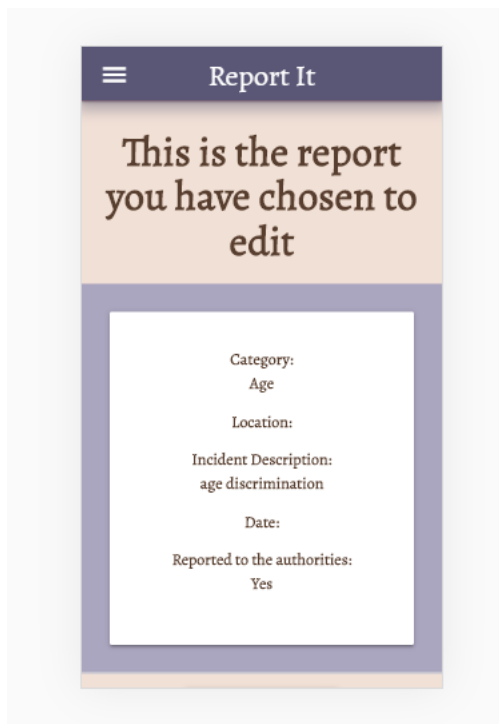 Report It
This is the report
you have chosen to
edit
Category:
Age
Location:
Incident Description:
age discrimination
Date:
Reported to the authorities:
Yes